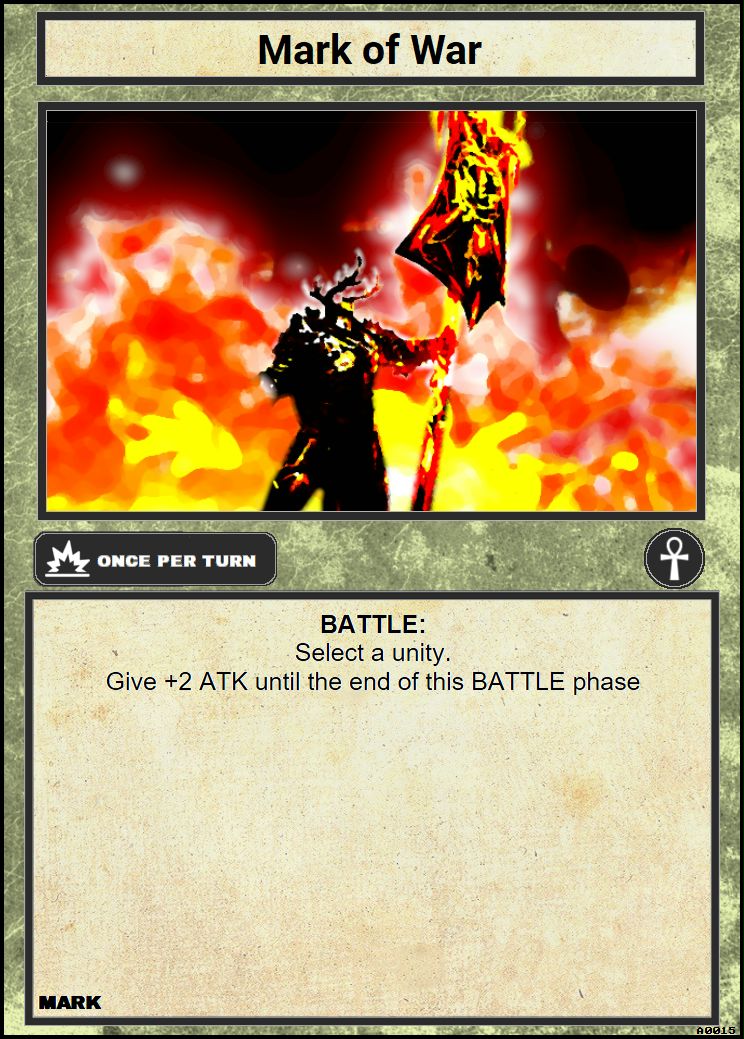 Mark of War
ONCE PER TURN
BATTLE:
Select a unity.
Give +2 ATK until the end of this BATTLE phase
MARK
A0015